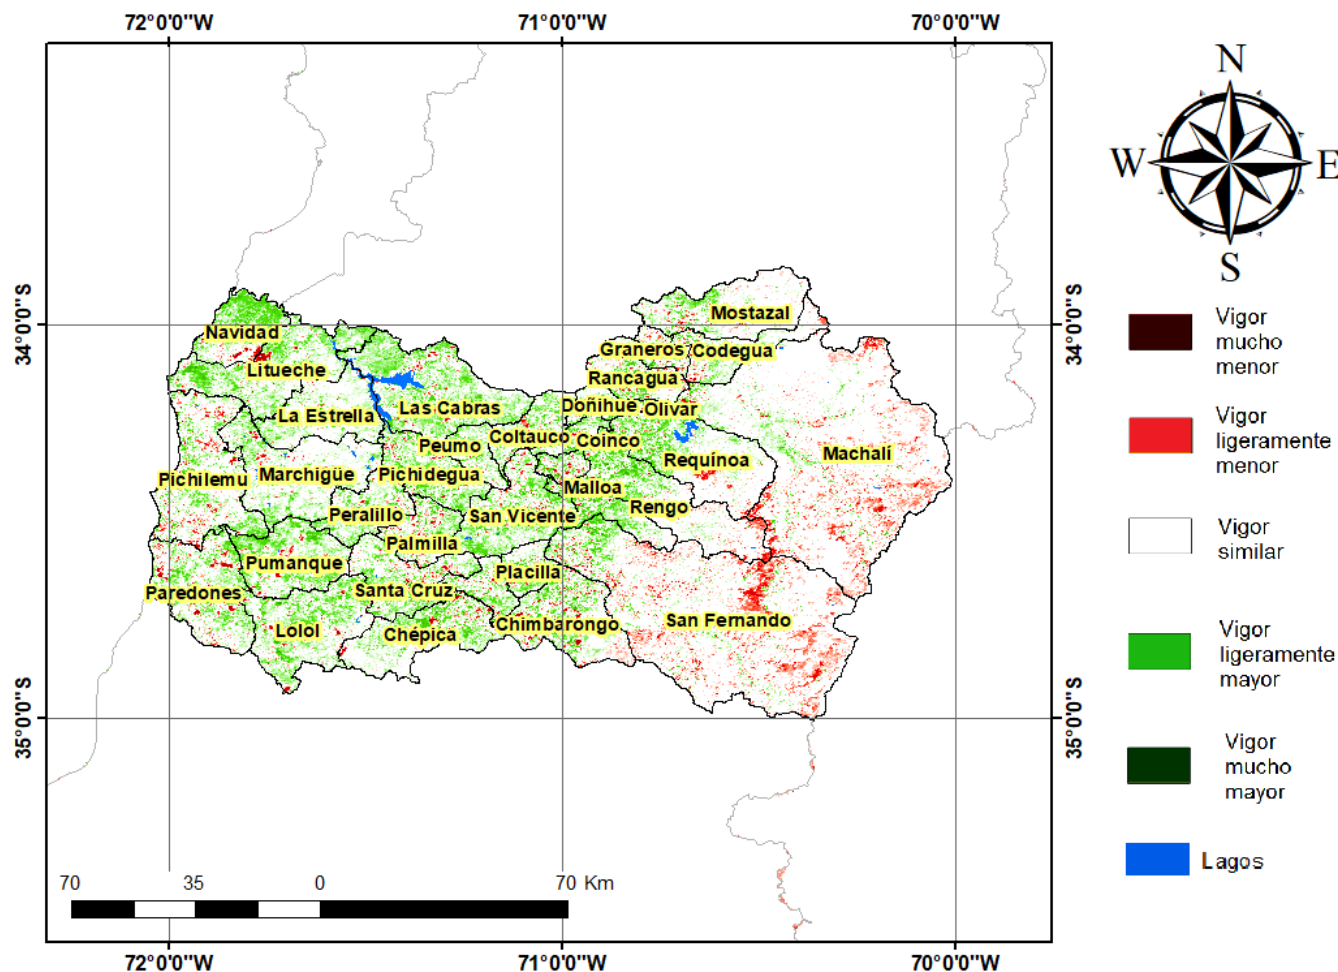 72°0'0"W 71°0'0"W 70°0'0"W
N
W E
S
34°0'0"S 34°0'0"S
35°0'0"S 35°0'0"S
Mostazal
Navidad
Graneros Codegua
Litueche
Rancagua
La Estrella Las Cabras Doñihue Olivar
Peumo Coltauco Coinco
Requínoa Machalí
Pichilemu Marchigüe Pichidegua
Malloa
Peralillo San Vicente Rengo
Palmilla
Pumanque Placilla
Paredones Santa Cruz
Lolol Chépica Chimbarongo San Fernando
Vigor
mucho
menor
Vigor
ligeramente
menor
Vigor
similar
Vigor
ligeramente
mayor
Vigor
mucho
mayor
Lagos
70 35 0 70 Km
72°0'0"W 71°0'0"W 70°0'0"W